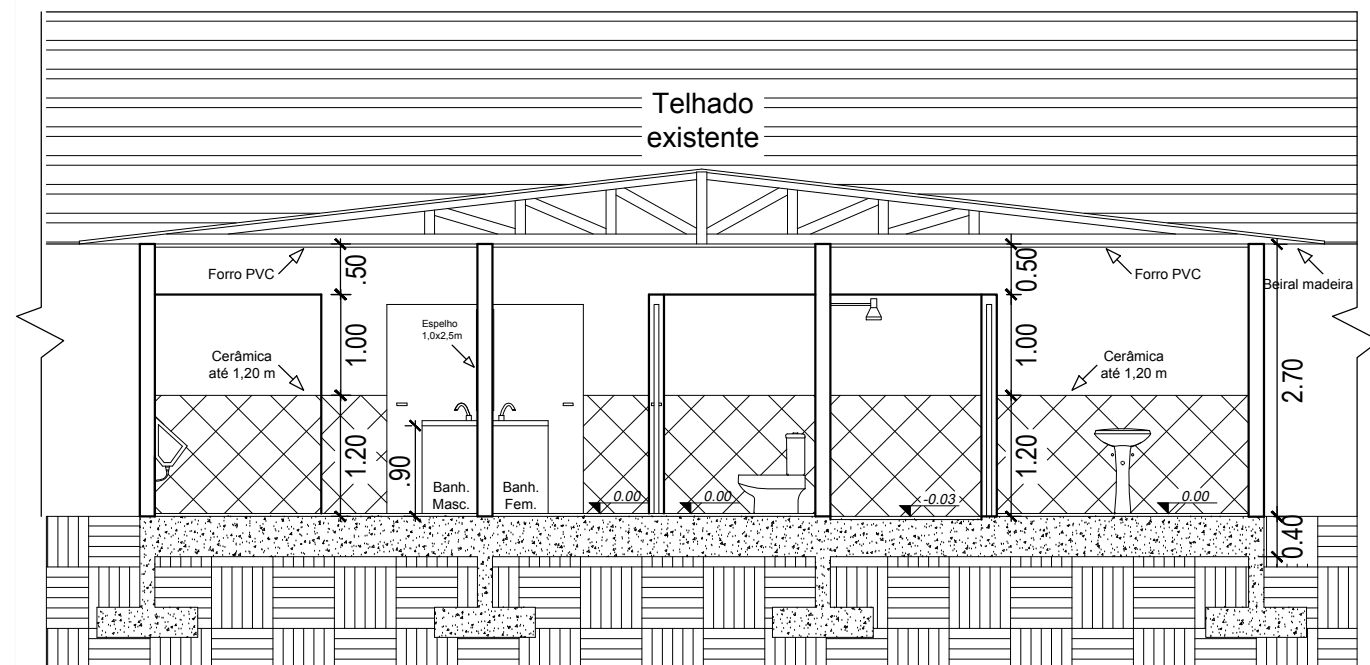 Telhado
existente
Forro PVC
.50
0.50
Forro PVC
Beiral madeira
Espelho
1,0x2,5m
1.00
1.00
Cerâmica
até 1,20 m
Cerâmica
até 1,20 m
2.70
1.20
.90
1.20
Banh.
Masc.
Banh.
Fem.
0.00
0.00
-0.03
0.00
0.40